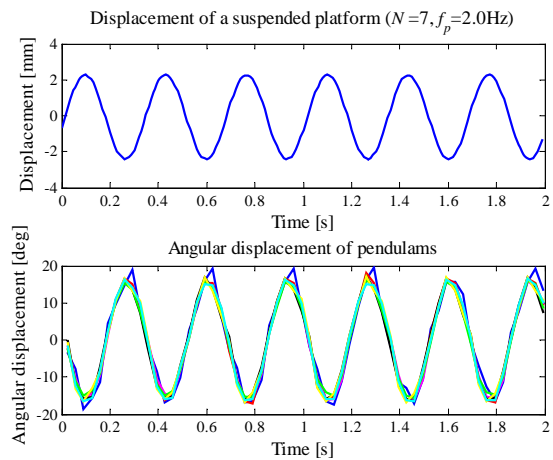 Displacement of a suspended platform (N =7, f_p=2.0Hz)
Displacement [mm]
4
2
0
-2
-4
0 0.2 0.4 0.6 0.8 1 1.2 1.4 1.6 1.8 2
Time [s]
Angular displacement of pendulams
Angular displacement [deg]
20
10
0
-10
-20
0 0.2 0.4 0.6 0.8 1 1.2 1.4 1.6 1.8 2
Time [s]